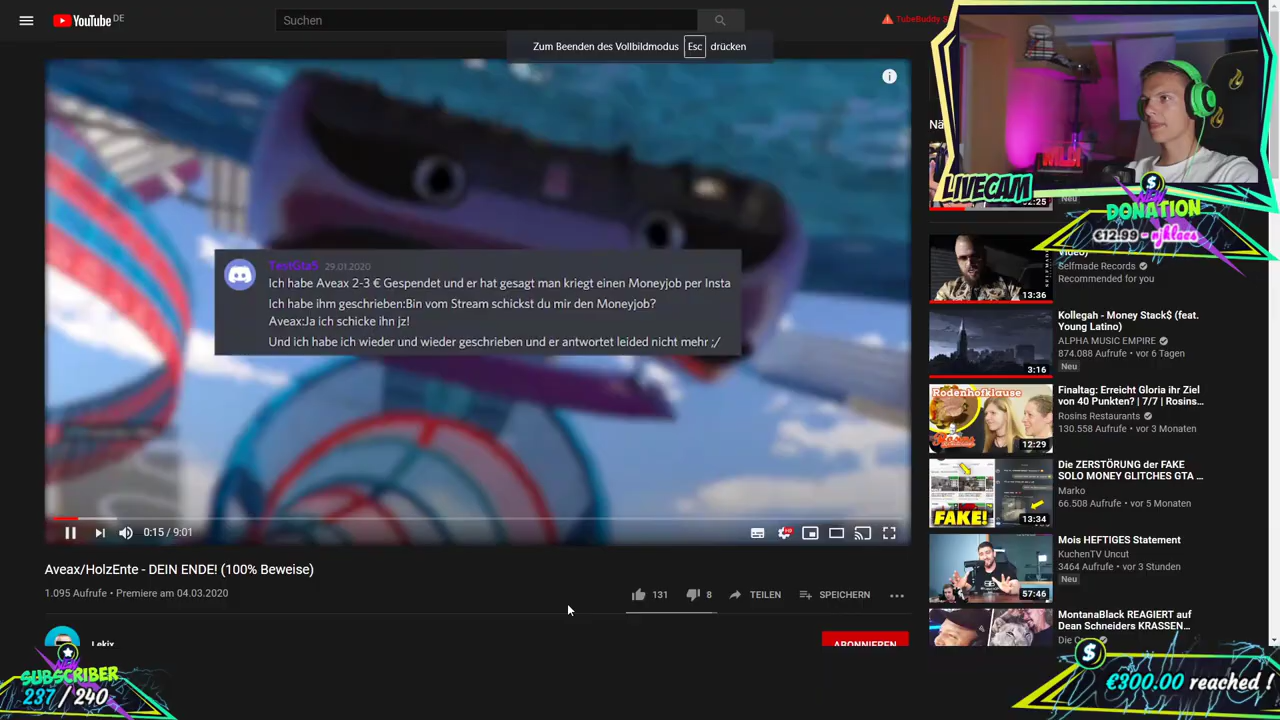 YouTube DE
Suchen
TubeBuddy
Zum Beenden des Vollbildmodus Esc drücken
TestGta5 29.01.2020
Ich habe Aveax 2-3€ und er hat gesagt man kriegt einen Moneyjob per Insta
Ich habe ihm geschrieben:Bin vom Stream schickst du mir den Moneyjob?
Aveax:Ja ich schicke ihn jz!
Und ich habe ich wieder und wieder geschrieben und er antwortet leided nicht mehr ;/
0:15 / 9:01
HD
Aveax/HolzEnte - DEIN ENDE! (100% Beweise)
1.095 Aufrufe • Premiere am 04.03.2020
131
8
TEILEN
SPEICHERN
Lekix
ABONNIEREN
LIVECAM
Neu
NEW
DONATION
€12.99 - njklaes
Selfmade Records
Recommended for you
13:36
Kollegah - Money Stack$ (feat.
Young Latino)
ALPHA MUSIC EMPIRE
874.088 Aufrufe • vor 6 Tagen
Neu
3:16
Rodenhofklause
Rosins
12:29
Finaltag: Erreicht Gloria ihr Ziel
von 40 Punkten? | 7/7 | Rosins...
Rosins Restaurants
130.558 Aufrufe • vor 3 Monaten
FAKE!
13:34
Die ZERSTÖRUNG der FAKE
SOLO MONEY GLITCHES GTA ...
Marko
66.508 Aufrufe • vor 5 Monaten
57:46
Mois HEFTIGES Statement
KuchenTV Uncut
3464 Aufrufe • vor 3 Stunden
Neu
MontanaBlack REAGIERT auf
Dean Schneiders KRASSEN
NEW
SUBSCRIBER
237 / 240
€300.00 reached !